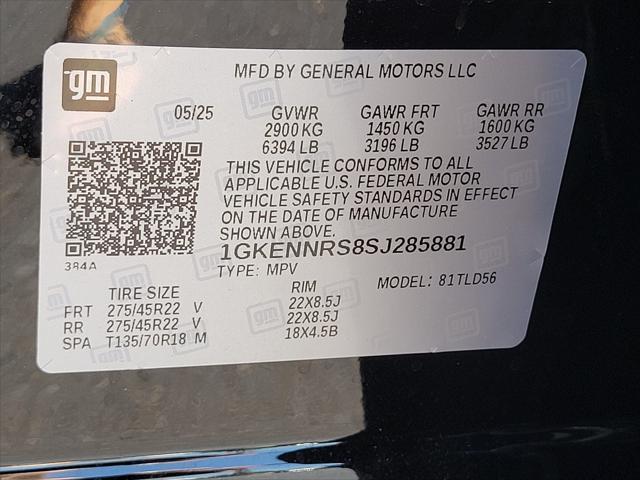 gm
MFD BY GENERAL MOTORS LLC
05/25 GVWR GAWR FRT GAWR RR
2900 KG 1450 KG 1600 KG
6394 LB 3196 LB 3527 LB
THIS VEHICLE CONFORMS TO ALL
APPLICABLE U.S. FEDERAL MOTOR
VEHICLE SAFETY STANDARDS IN EFFECT
ON THE DATE OF MANUFACTURE
SHOWN ABOVE.
1GKENNRS8SJ285881
384A
TYPE: MPV MODEL: 81TLD56
TIRE SIZE RIM
FRT 275/45R22 V 22X8.5J
RR 275/45R22 V 22X8.5J
SPA T135/70R18 M 18X4.5B